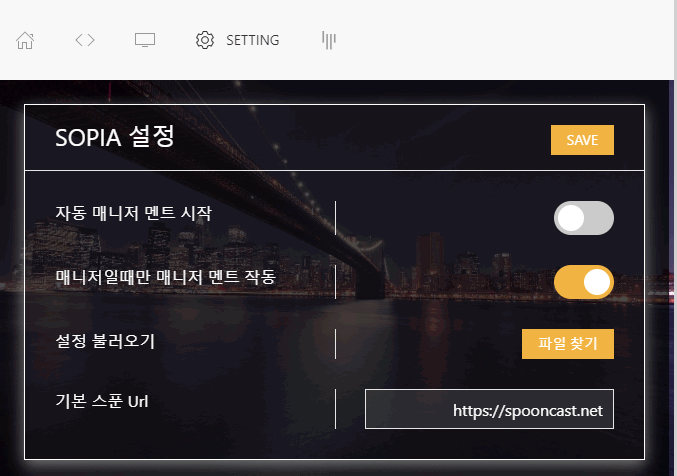 SETTING
SOPIA 설정
SAVE
자동 매니저 멘트 시작
매니저일때만 매니저 멘트 작동
설정 불러오기
파일 찾기
기본 스푼 Url
https://spooncast.net